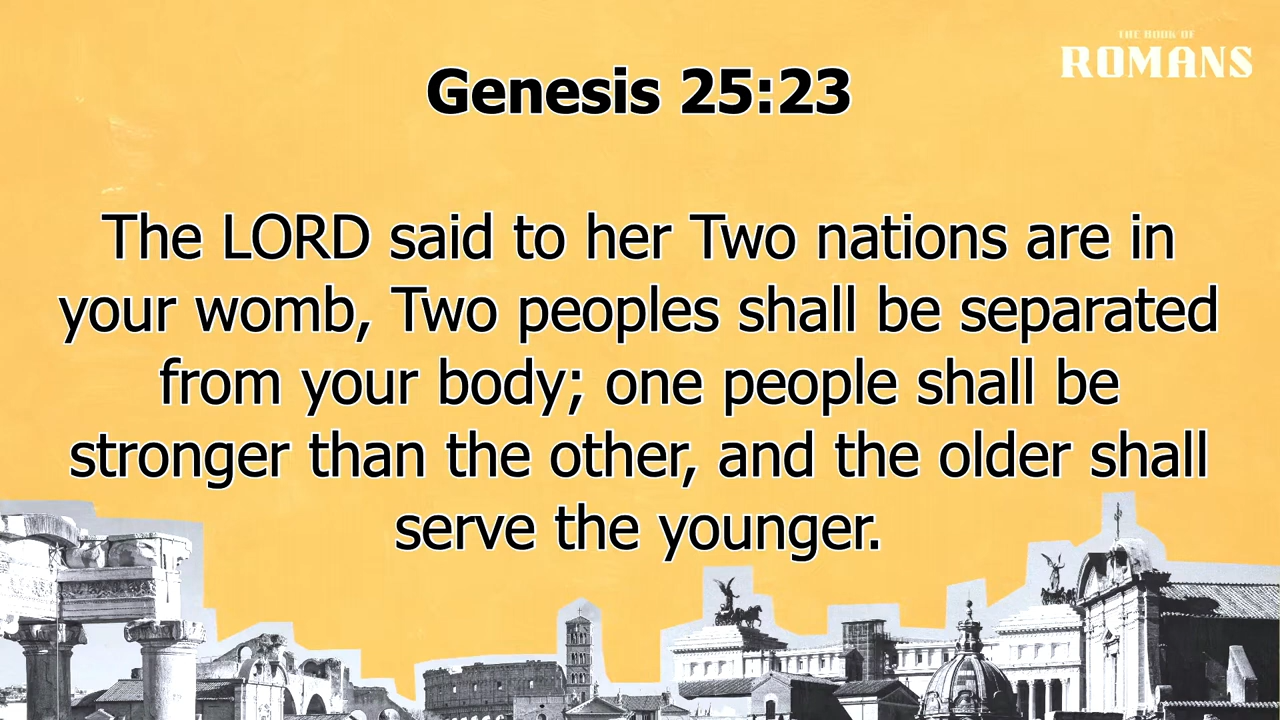 THE BOOK OF
ROMANS
Genesis 25:23
The LORD said to her Two nations are in
your womb, Two peoples shall be separated
from your body; one people shall be
stronger than the other, and the older shall
serve the younger.